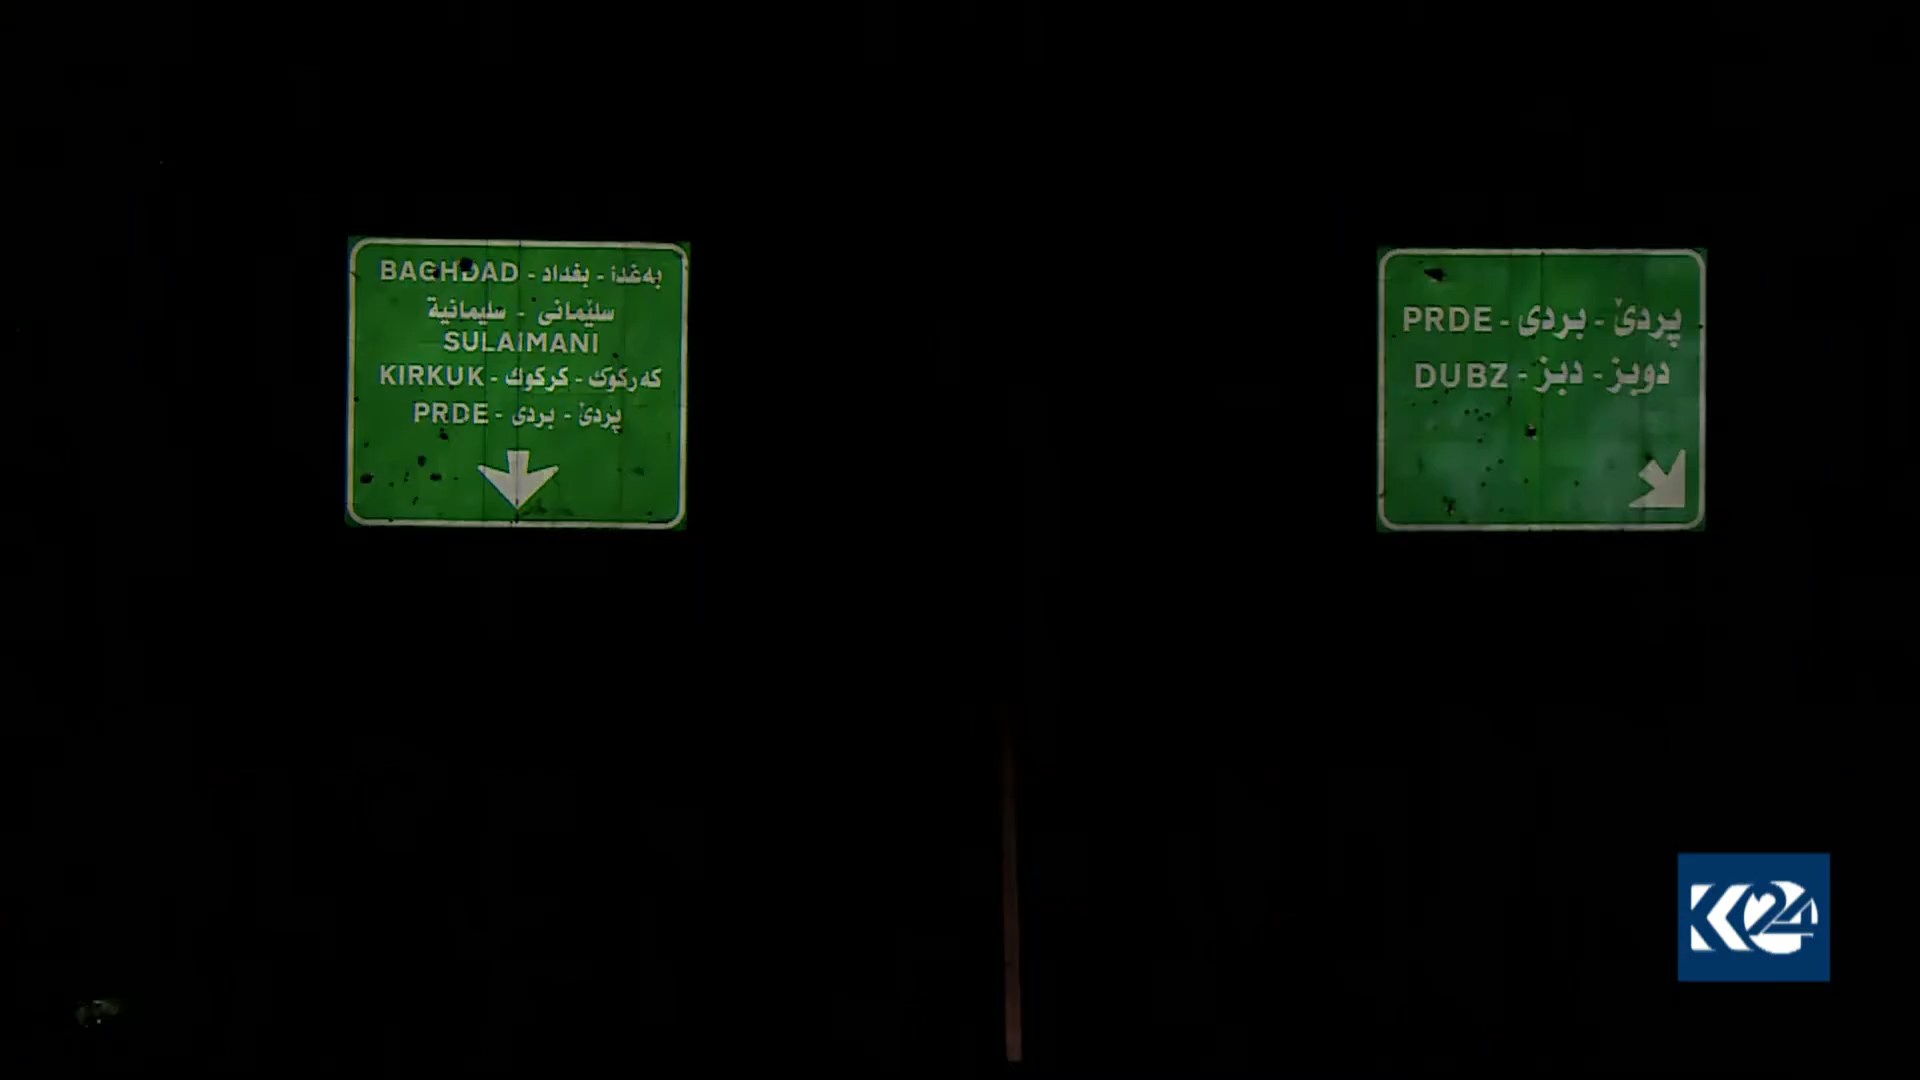 BAGHDAD - بغداد - بەغدا
سلێمانی - سليمانية
SULAIMANI
KIRKUK - كركوك - کەرکوک
PRDE - بردى - پردێ
PRDE - بردى - پردێ
DUBZ - دبز - دوبز
K24